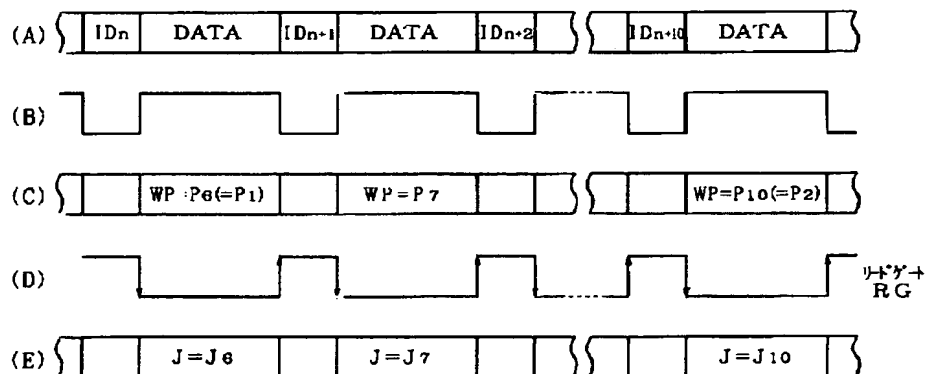 (A) IDn DATA IDn+1 DATA IDn+2 IDn+10 DATA
(B)
(C) WP=P6(=P1) WP=P7 WP=P10(=P2)
(D) リードゲート
RG
(E) J=J6 J=J7 J=J10